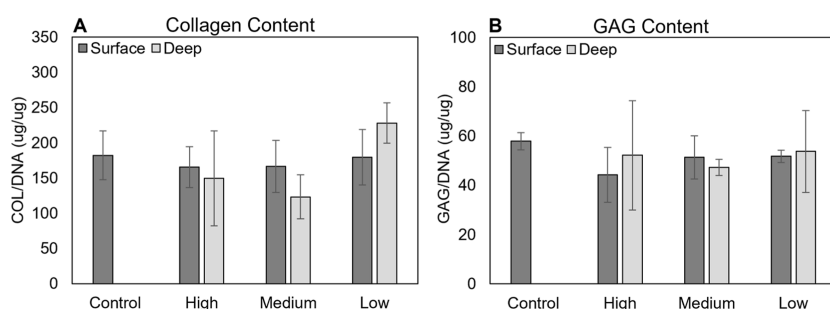 A Collagen Content
Surface Deep
COL/DNA (ug/ug)
350
300
250
200
150
100
50
0
Control High Medium Low
B GAG Content
Surface Deep
GAG/DNA (ug/ug)
100
80
60
40
20
0
Control High Medium Low